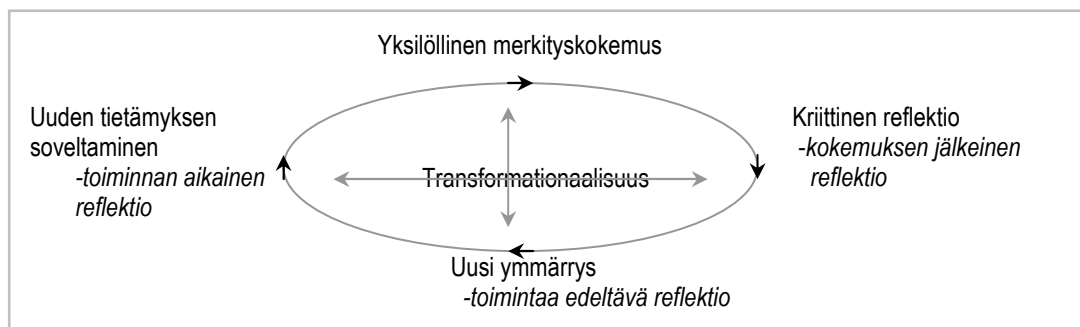 Yksilöllinen merkityskokemus
Uuden tietämyksen
soveltaminen
-toiminnan aikainen
reflektio
Kriittinen reflektio
-kokemuksen jälkeinen
reflektio
Transformationaalisuus
Uusi ymmärrys
-toimintaa edeltävä reflektio